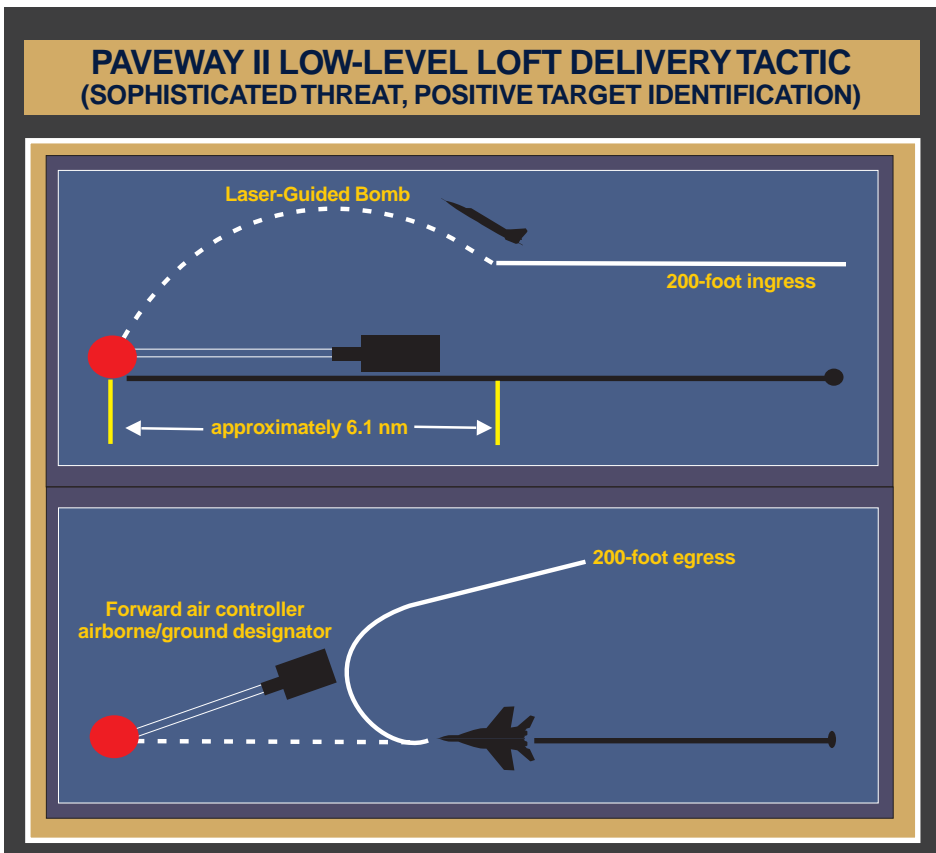 PAVEWAY II LOW-LEVEL LOFT DELIVERY TACTIC
(SOPHISTICATED THREAT, POSITIVE TARGET IDENTIFICATION)
Laser-Guided Bomb
200-foot ingress
approximately 6.1 nm
200-foot egress
Forward air controller
airborne/ground designator